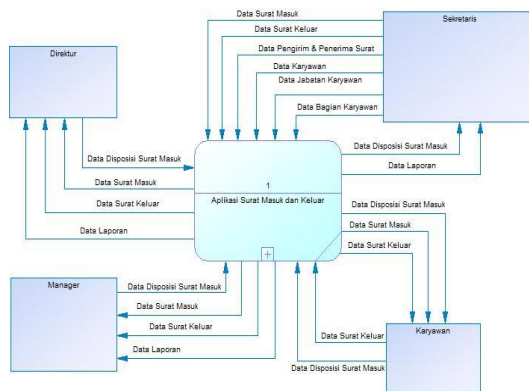 Data Surat Masuk
Data Surat Keluar
Data Pengirim & Penerima Surat
Data Karyawan
Data Jabatan Karyawan
Data Bagian Karyawan
Sekretaris
Direktur
Data Disposisi Surat Masuk
Data Surat Masuk
Data Surat Keluar
Data Laporan
1
Aplikasi Surat Masuk dan Keluar
Data Disposisi Surat Masuk
Data Laporan
Data Disposisi Surat Masuk
Data Surat Masuk
Data Surat Keluar
Manager
Data Disposisi Surat Masuk
Data Surat Masuk
Data Surat Keluar
Data Laporan
Data Surat Keluar
Data Disposisi Surat Masuk
Karyawan